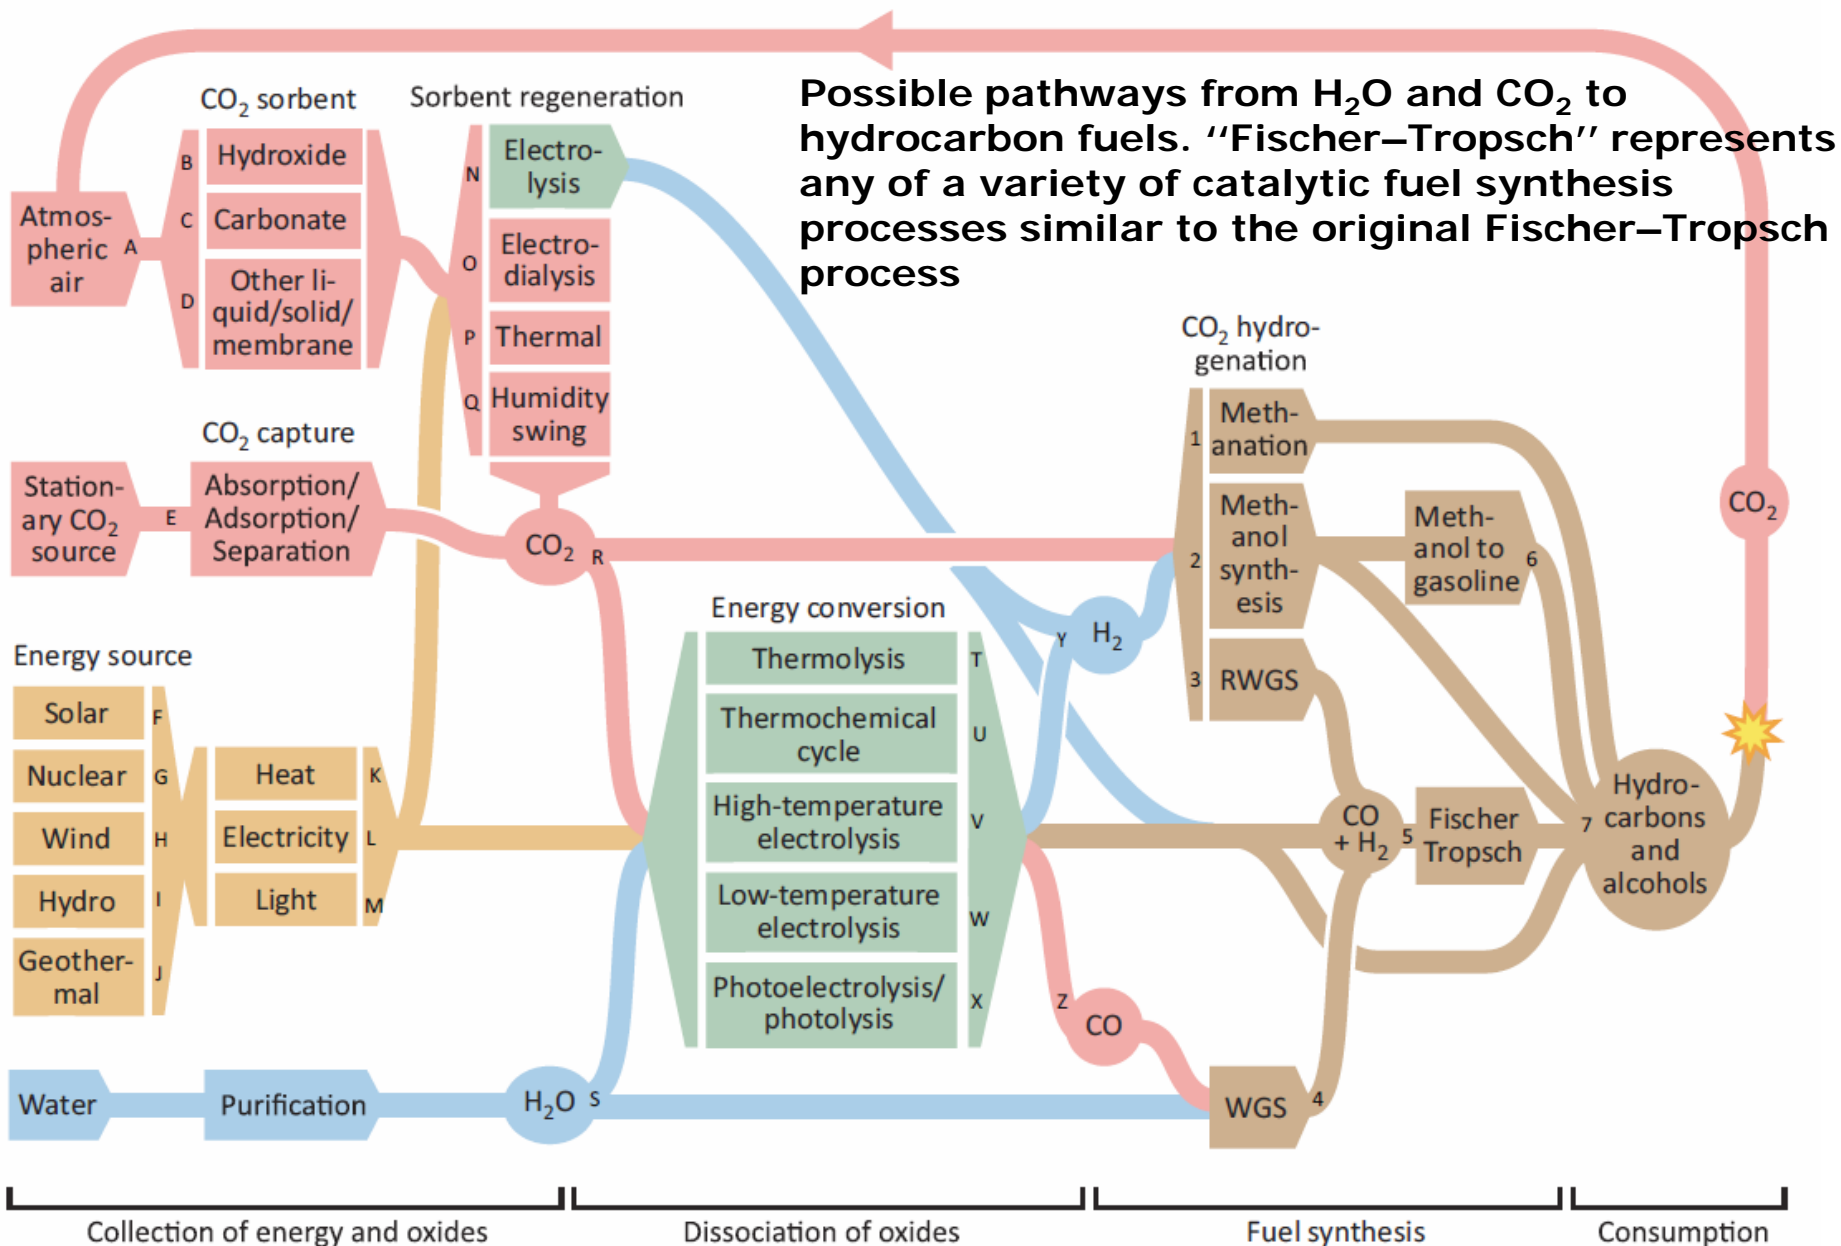 Possible pathways from H₂O and CO₂ to
hydrocarbon fuels. ‘‘Fischer–Tropsch’’ represents
any of a variety of catalytic fuel synthesis
processes similar to the original Fischer–Tropsch
process
CO₂ sorbent
Sorbent regeneration
Atmos-
pheric
air
A
B
Hydroxide
C
Carbonate
D
Other li-
quid/solid/
membrane
N
Electro-
lysis
O
Electro-
dialysis
P
Thermal
Q
Humidity
swing
CO₂ capture
Station-
ary CO₂
source
E
Absorption/
Adsorption/
Separation
CO₂
R
Energy source
Solar
F
Nuclear
G
Wind
H
Hydro
I
Geother-
mal
J
Heat
K
Electricity
L
Light
M
Water
Purification
H₂O
S
Energy conversion
Thermolysis
T
Thermochemical
cycle
U
High-temperature
electrolysis
V
Low-temperature
electrolysis
W
Photoelectrolysis/
photolysis
X
Y
H₂
Z
CO
CO₂ hydro-
genation
1
Meth-
anation
2
Meth-
anol
synth-
esis
3
RWGS
Meth-
anol to
gasoline
6
CO
+ H₂
5
Fischer
Tropsch
7
WGS
4
Hydro-
carbons
and
alcohols
CO₂
Collection of energy and oxides
Dissociation of oxides
Fuel synthesis
Consumption